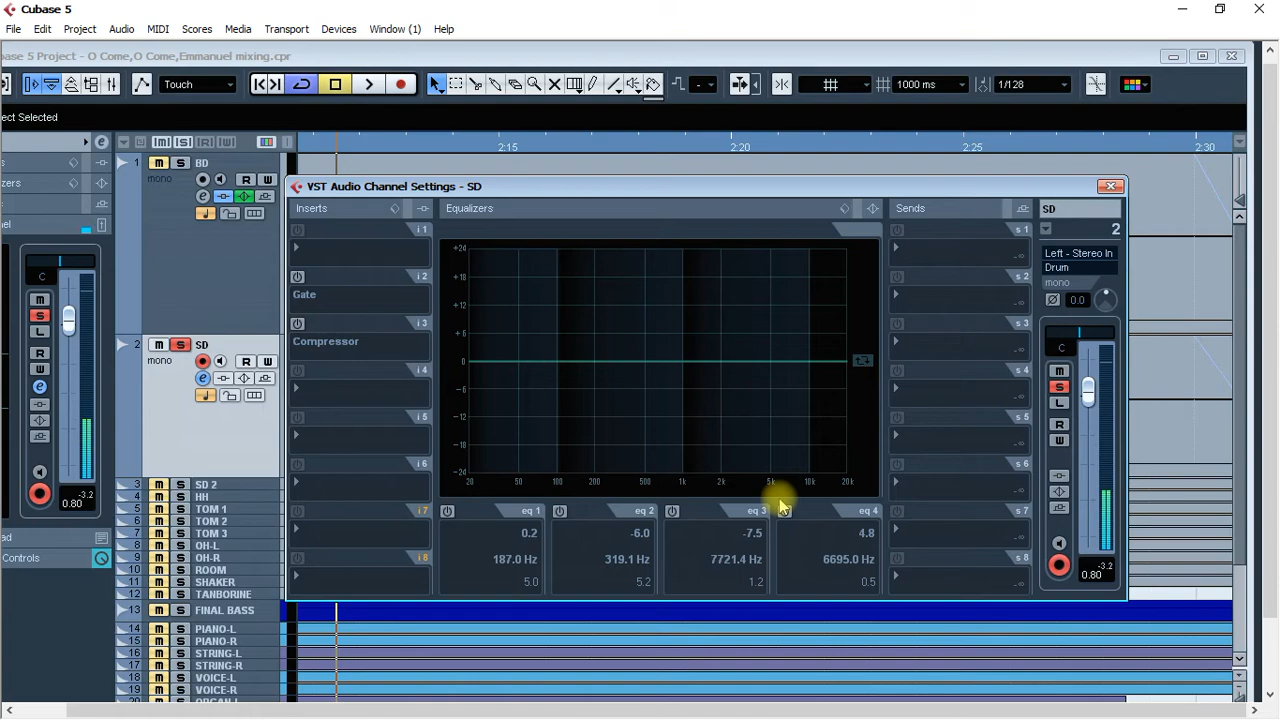 Cubase 5
File Edit Project Audio MIDI Scores Media Transport Devices Window (1) Help
base 5 Project - O Come,O Come,Emmanuel mixing.cpr
Touch - 1000 ms 1/128
ect Selected
2:15 2:20 2:25 2:30
1 m S BD
mono R W
VST Audio Channel Settings - SD
Inserts Equalizers Sends SD
i 1 s 1 2
Left - Stereo In
Drum
mono
0.0
i 2 s 2
Gate
i 3 s 3
Compressor
i 4 s 4
i 5 s 5
i 6 s 6
i 7 s 7
i 8 s 8
+24
+18
+12
+6
0
-6
-12
-18
-24
20 50 100 200 500 1k 2k 5k 10k 20k
eq 1 eq 2 eq 3 eq 4
0.2 -6.0 -7.5 4.8
187.0 Hz 319.1 Hz 7721.4 Hz 6695.0 Hz
5.0 5.2 1.2 0.5
C
m
S
L
R
W
0.80 -3.2
C
m
S
L
R
W
e
0.80 -3.2
zers
nel
ad
Controls
2 m S SD
mono R W
3 m S SD 2
4 m S HH
5 m S TOM 1
6 m S TOM 2
7 m S TOM 3
8 m S OH-L
9 m S OH-R
10 m S ROOM
11 m S SHAKER
12 m S TANBORINE
13 m S FINAL BASS
14 m S PIANO-L
15 m S PIANO-R
16 m S STRING-L
17 m S STRING-R
18 m S VOICE-L
19 m S VOICE-R
20 m S ORGAN-L